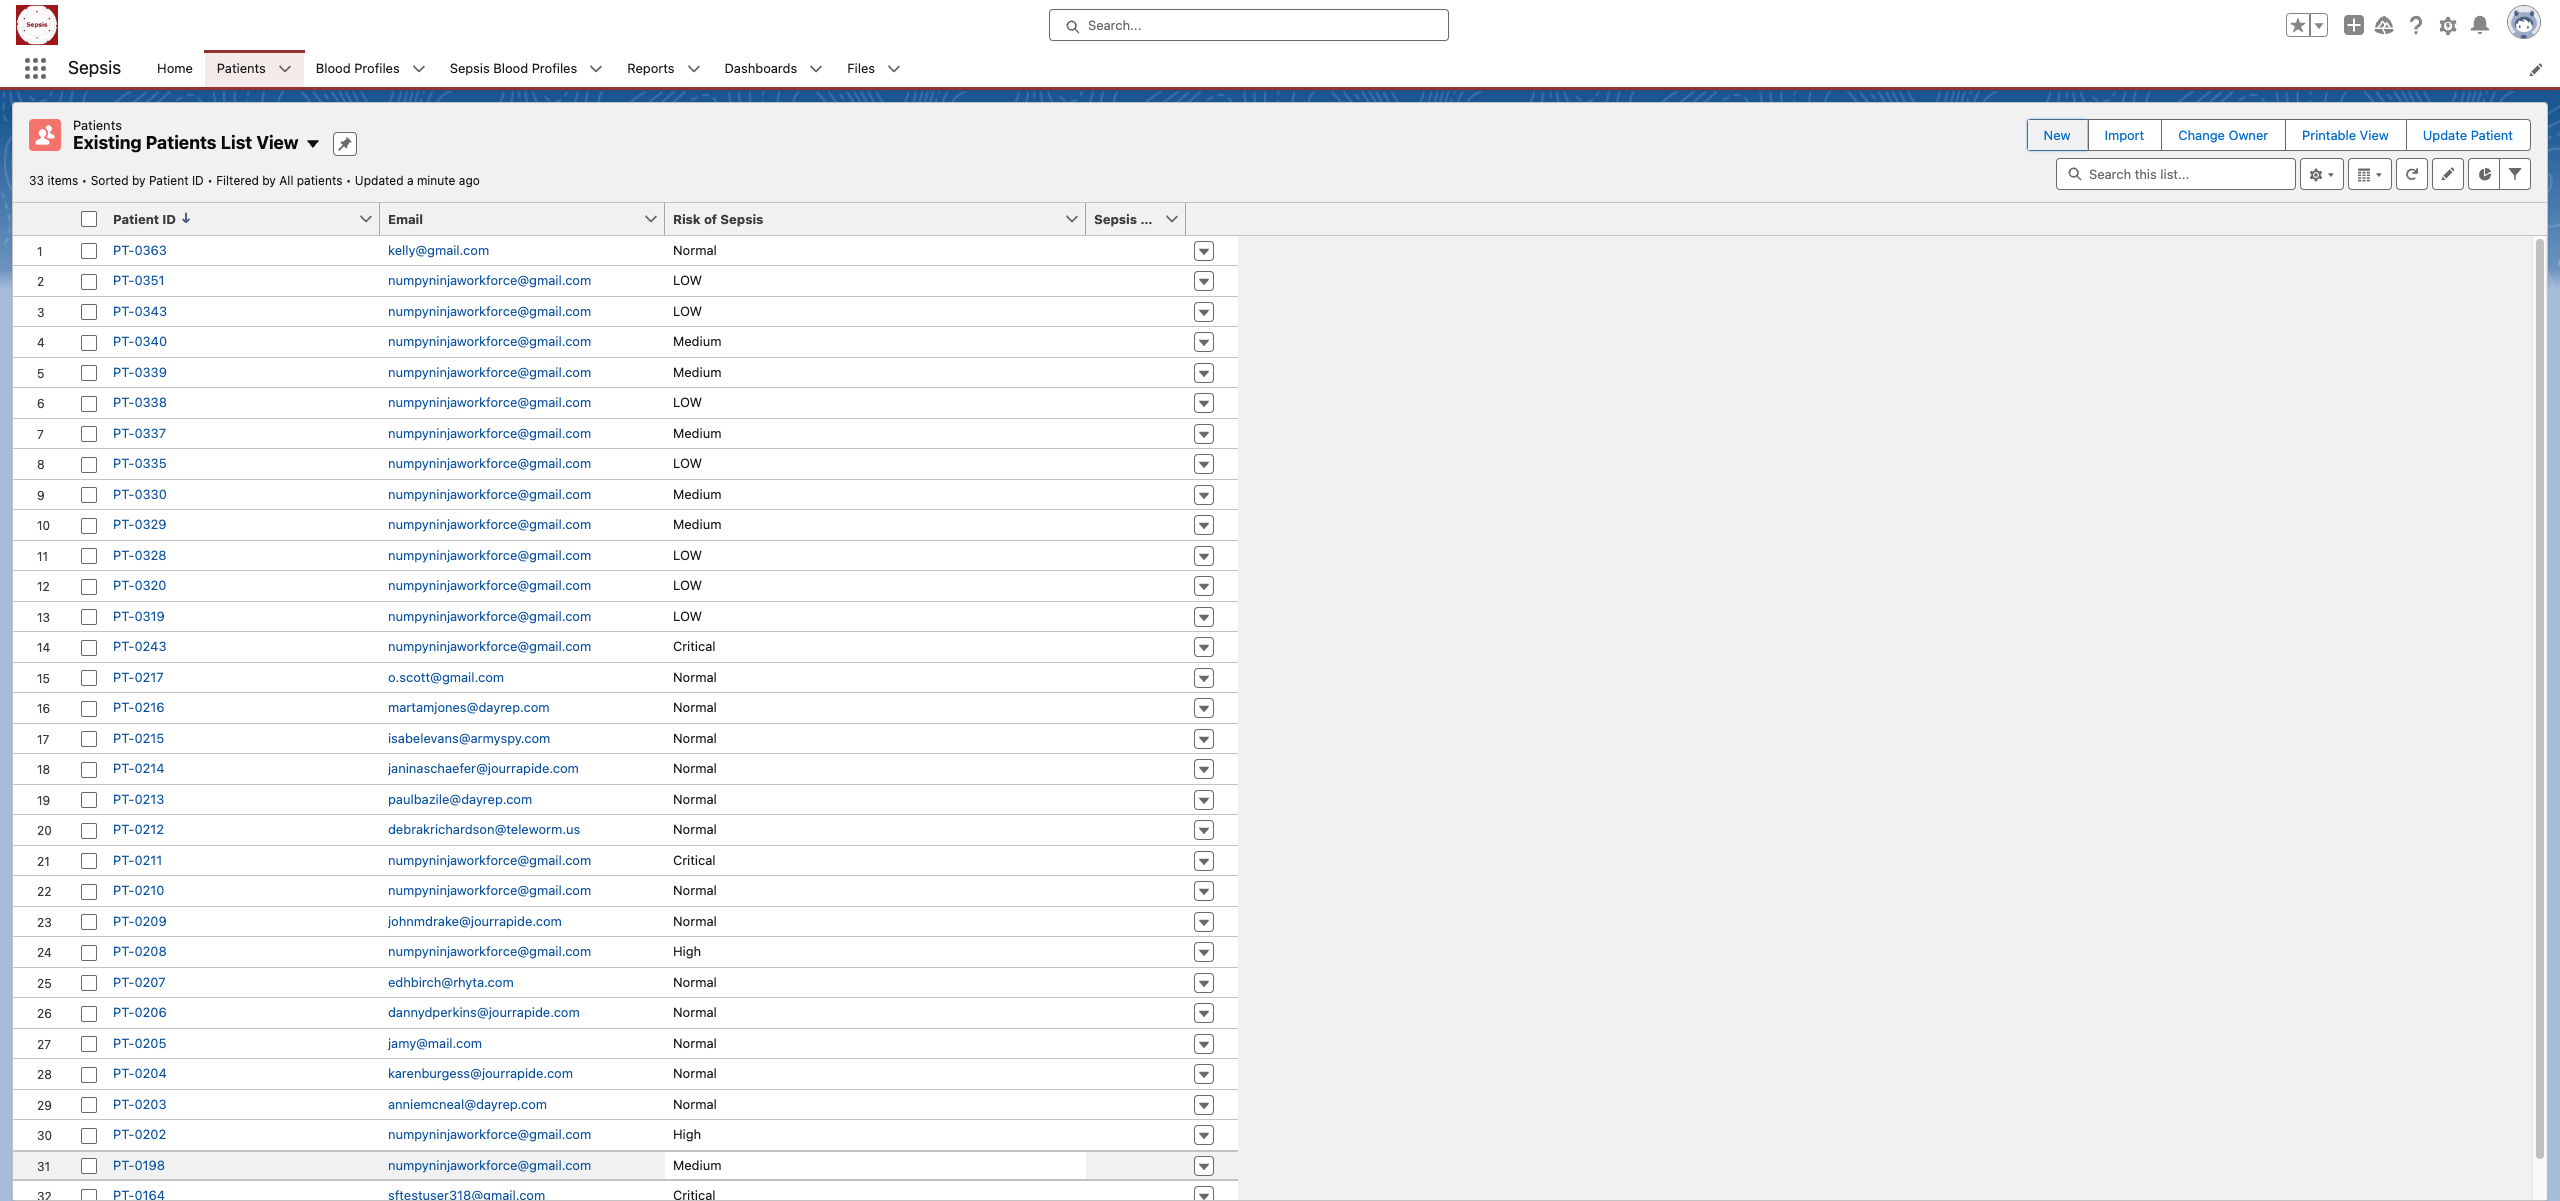 Sepsis
Search...
Sepsis Home Patients Blood Profiles Sepsis Blood Profiles Reports Dashboards Files
Patients
Existing Patients List View
New Import Change Owner Printable View Update Patient
33 items • Sorted by Patient ID • Filtered by All patients • Updated a minute ago
Search this list...
Patient ID Email Risk of Sepsis Sepsis ...
1 PT-0363 kelly@gmail.com Normal
2 PT-0351 numpyninjaworkforce@gmail.com LOW
3 PT-0343 numpyninjaworkforce@gmail.com LOW
4 PT-0340 numpyninjaworkforce@gmail.com Medium
5 PT-0339 numpyninjaworkforce@gmail.com Medium
6 PT-0338 numpyninjaworkforce@gmail.com LOW
7 PT-0337 numpyninjaworkforce@gmail.com Medium
8 PT-0335 numpyninjaworkforce@gmail.com LOW
9 PT-0330 numpyninjaworkforce@gmail.com Medium
10 PT-0329 numpyninjaworkforce@gmail.com Medium
11 PT-0328 numpyninjaworkforce@gmail.com LOW
12 PT-0320 numpyninjaworkforce@gmail.com LOW
13 PT-0319 numpyninjaworkforce@gmail.com LOW
14 PT-0243 numpyninjaworkforce@gmail.com Critical
15 PT-0217 o.scott@gmail.com Normal
16 PT-0216 martamjones@dayrep.com Normal
17 PT-0215 isabelevans@armyspy.com Normal
18 PT-0214 janinaschaefer@jourrapide.com Normal
19 PT-0213 paulbazile@dayrep.com Normal
20 PT-0212 debrakrichardson@teleworm.us Normal
21 PT-0211 numpyninjaworkforce@gmail.com Critical
22 PT-0210 numpyninjaworkforce@gmail.com Normal
23 PT-0209 johnmdrake@jourrapide.com Normal
24 PT-0208 numpyninjaworkforce@gmail.com High
25 PT-0207 edhbirch@rhyta.com Normal
26 PT-0206 dannydperkins@jourrapide.com Normal
27 PT-0205 jamy@mail.com Normal
28 PT-0204 karenburgess@jourrapide.com Normal
29 PT-0203 anniemcneal@dayrep.com Normal
30 PT-0202 numpyninjaworkforce@gmail.com High
31 PT-0198 numpyninjaworkforce@gmail.com Medium
32 PT-0164 sftestuser318@gmail.com Critical